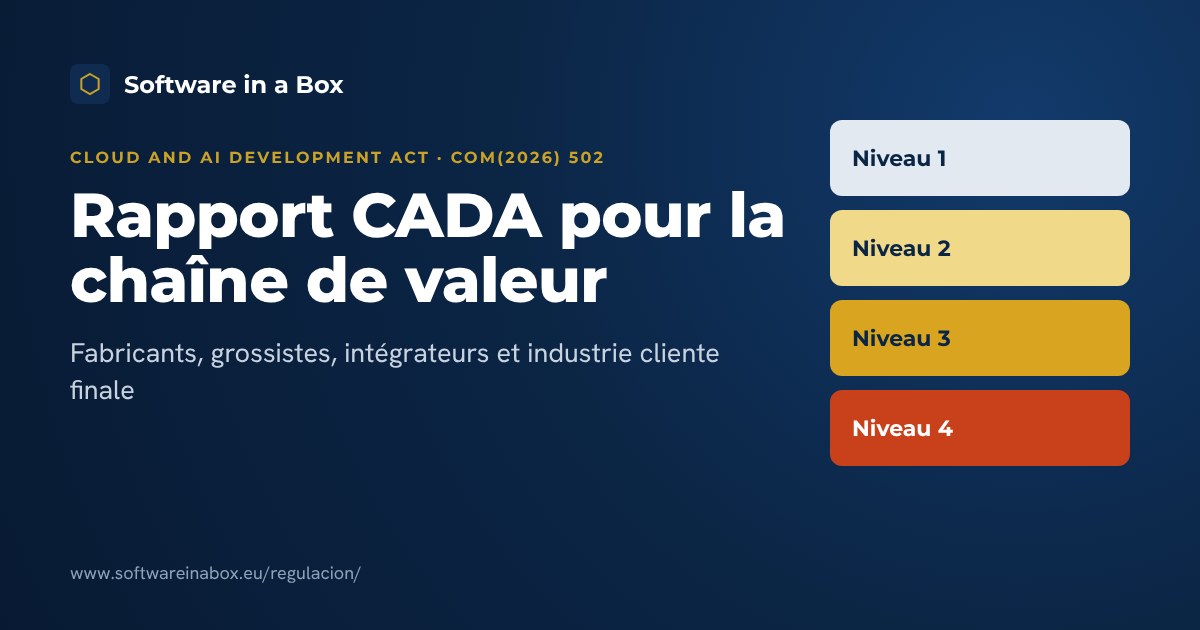 Software in a Box
CLOUD AND AI DEVELOPMENT ACT · COM(2026) 502
Rapport CADA pour la
chaîne de valeur
Fabricants, grossistes, intégrateurs et industrie cliente
finale
Niveau 1
Niveau 2
Niveau 3
Niveau 4
www.softwareinabox.eu/regulacion/